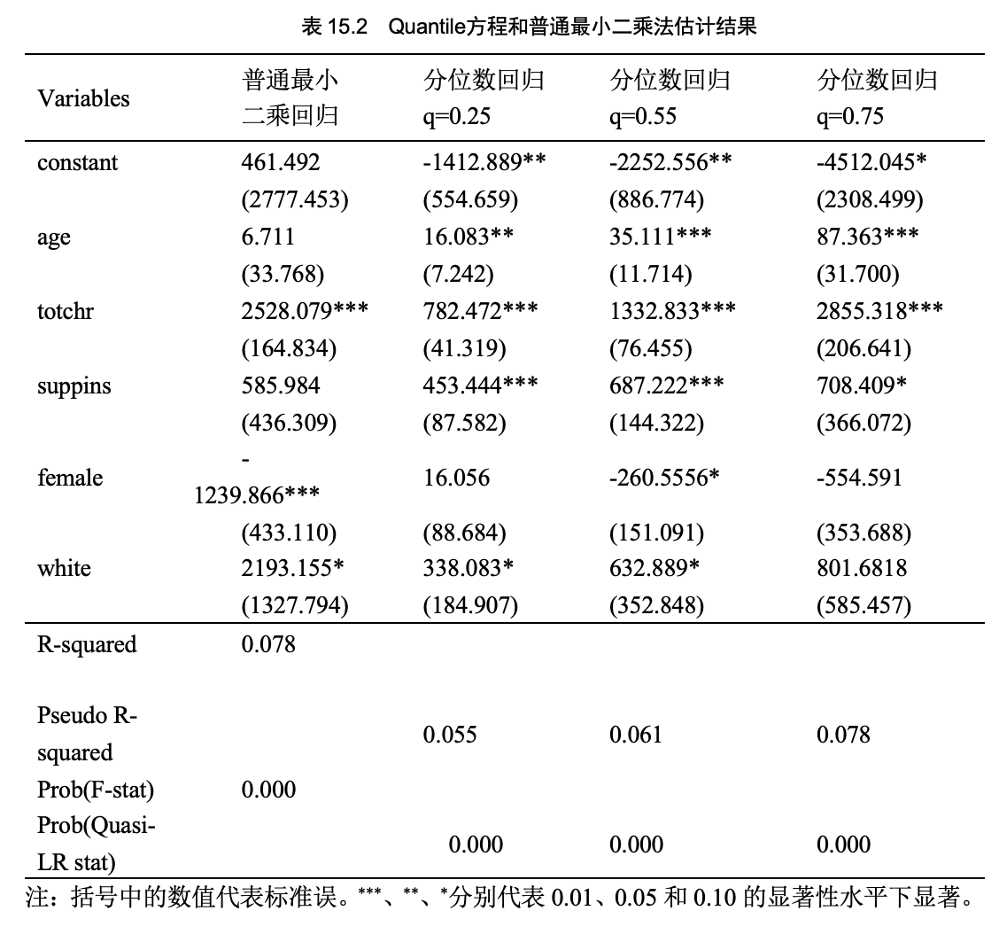 表 15.2 Quantile方程和普通最小二乘法估计结果
Variables 普通最小二乘回归 分位数回归 q=0.25 分位数回归 q=0.55 分位数回归 q=0.75
constant 461.492 -1412.889** -2252.556** -4512.045*
(2777.453) (554.659) (886.774) (2308.499)
age 6.711 16.083** 35.111*** 87.363***
(33.768) (7.242) (11.714) (31.700)
totchr 2528.079*** 782.472*** 1332.833*** 2855.318***
(164.834) (41.319) (76.455) (206.641)
suppins 585.984 453.444*** 687.222*** 708.409*
(436.309) (87.582) (144.322) (366.072)
female -1239.866*** 16.056 -260.5556* -554.591
(433.110) (88.684) (151.091) (353.688)
white 2193.155* 338.083* 632.889* 801.6818
(1327.794) (184.907) (352.848) (585.457)
R-squared 0.078
Pseudo R-squared 0.055 0.061 0.078
Prob(F-stat) 0.000
Prob(Quasi-LR stat) 0.000 0.000 0.000
注：括号中的数值代表标准误。***、**、*分别代表 0.01、0.05 和 0.10 的显著性水平下显著。